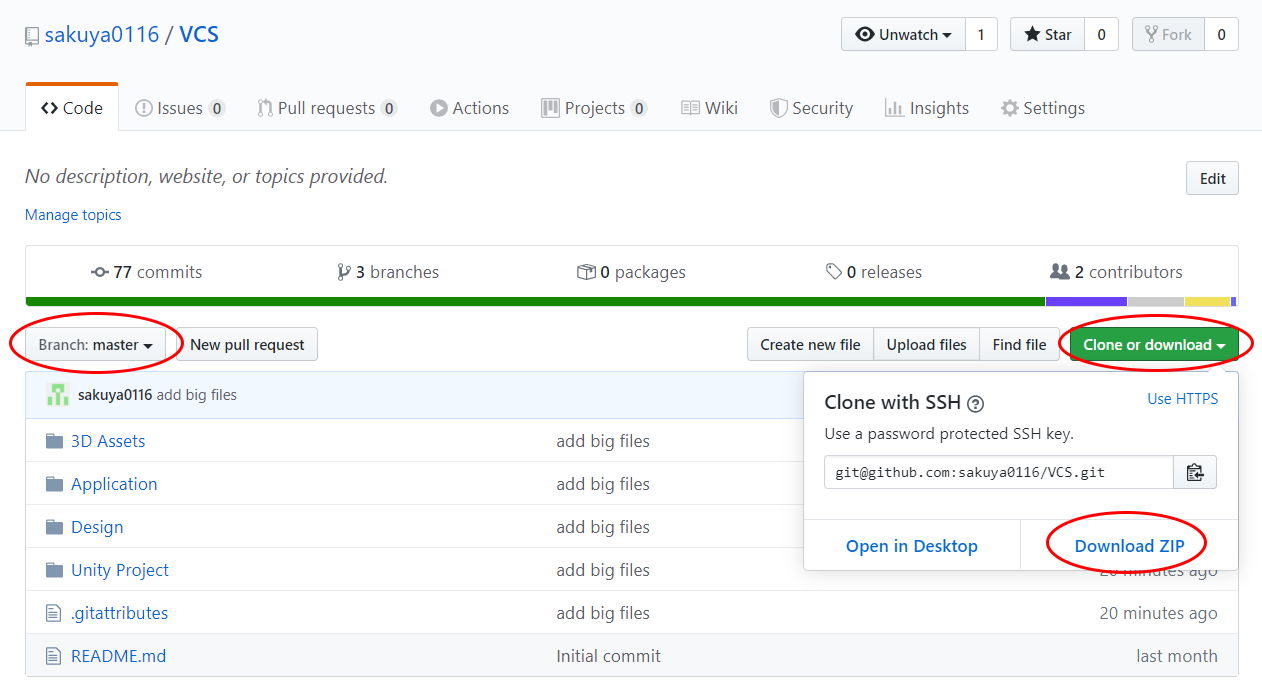 sakuya0116 / VCS
Unwatch 1 Star 0 Fork 0
Code Issues 0 Pull requests 0 Actions Projects 0 Wiki Security Insights Settings
No description, website, or topics provided.
Edit
Manage topics
77 commits 3 branches 0 packages 0 releases 2 contributors
Branch: master New pull request Create new file Upload files Find file Clone or download
sakuya0116 add big files
Clone with SSH ? Use HTTPS
Use a password protected SSH key.
git@github.com:sakuya0116/VCS.git
Open in Desktop Download ZIP
3D Assets add big files
Application add big files
Design add big files
Unity Project add big files 20 minutes ago
.gitattributes add big files 20 minutes ago
README.md Initial commit last month